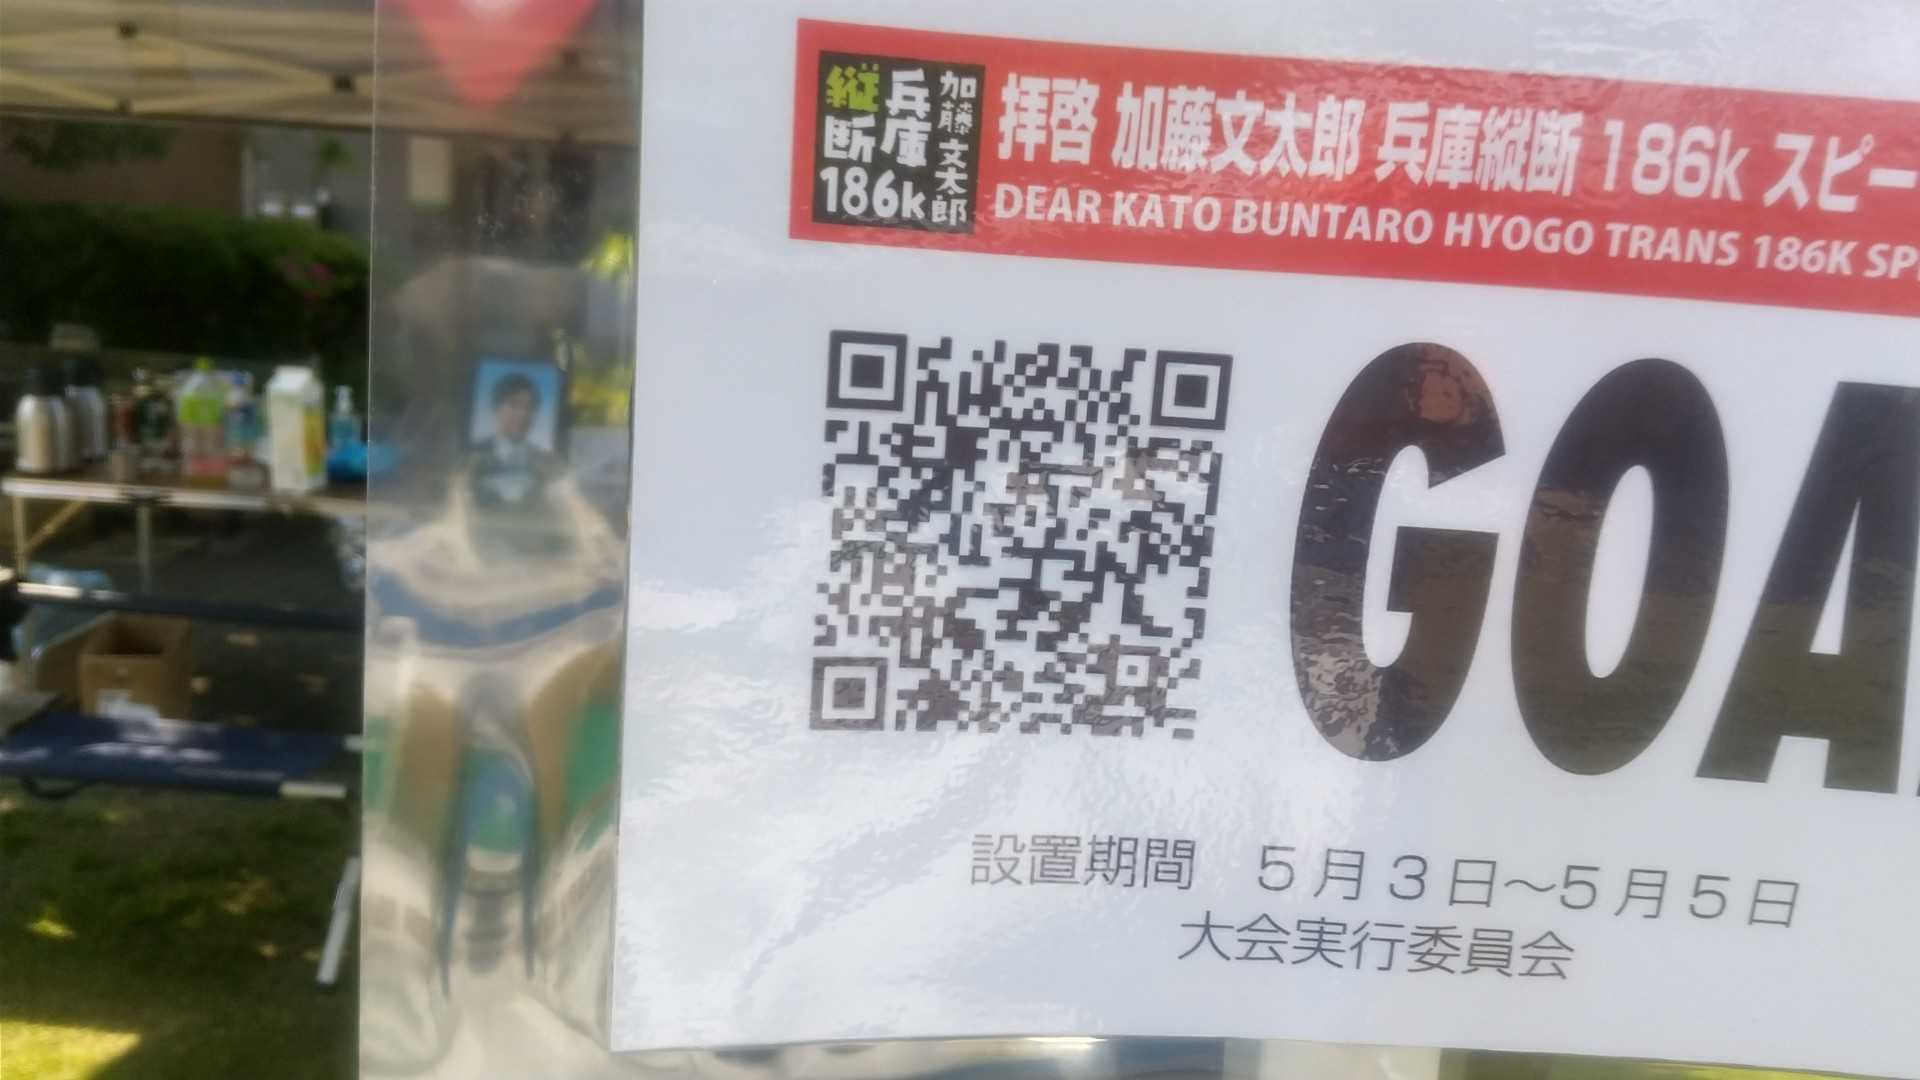 加藤文太郎
兵庫
縦断
186k
拝啓 加藤文太郎 兵庫縦断 186k スピー
DEAR KATO BUNTARO HYOGO TRANS 186K SP
GOA
設置期間 5月3日～5月5日
大会実行委員会